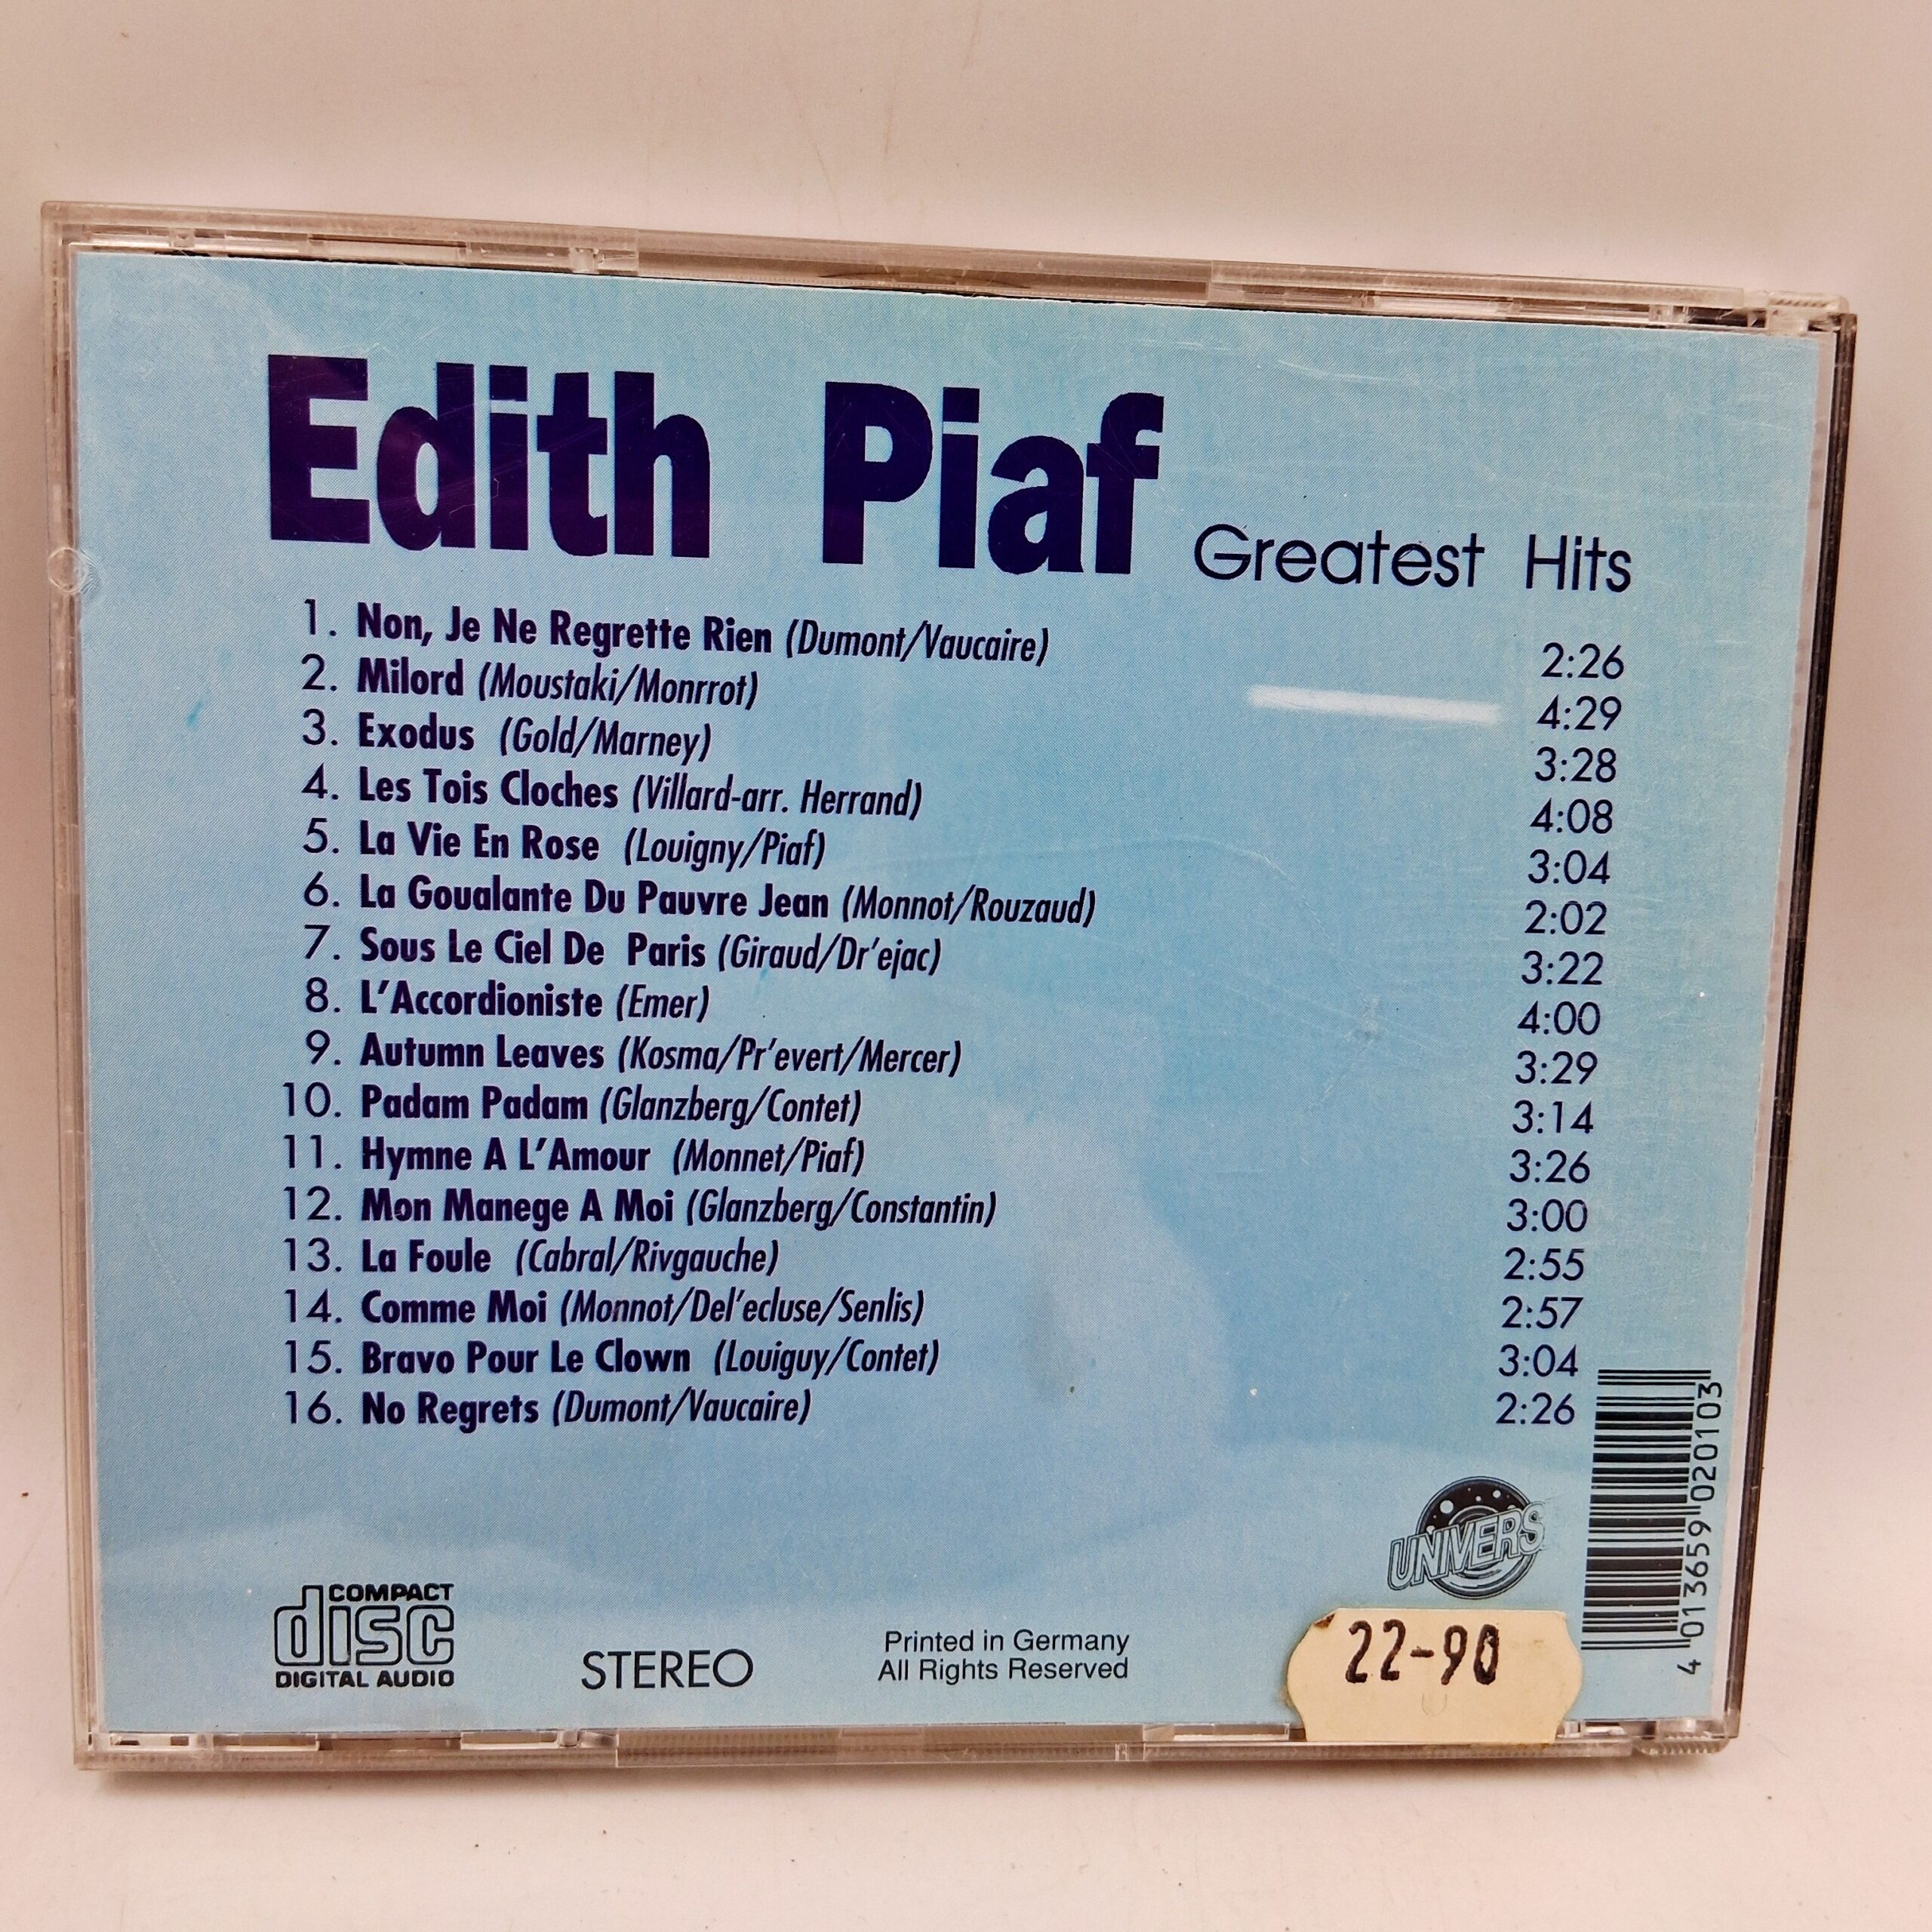 Edith Piaf Greatest Hits
1. Non, Je Ne Regrette Rien (Dumont/Vaucaire) 2:26
2. Milord (Moustaki/Monrrot) 4:29
3. Exodus (Gold/Marney) 3:28
4. Les Tois Cloches (Villard-arr. Herrand) 4:08
5. La Vie En Rose (Louigny/Piaf) 3:04
6. La Goualante Du Pauvre Jean (Monnot/Rouzaud) 2:02
7. Sous Le Ciel De Paris (Giraud/Dr'ejac) 3:22
8. L'Accordioniste (Emer) 4:00
9. Autumn Leaves (Kosma/Pr'evert/Mercer) 3:29
10. Padam Padam (Glanzberg/Contet) 3:14
11. Hymne A L'Amour (Monnet/Piaf) 3:26
12. Mon Manege A Moi (Glanzberg/Constantin) 3:00
13. La Foule (Cabral/Rivgauche) 2:55
14. Comme Moi (Monnot/Del'ecluse/Senlis) 2:57
15. Bravo Pour Le Clown (Louiguy/Contet) 3:04
16. No Regrets (Dumont/Vaucaire) 2:26
UNIVERS
4 013659 020103
COMPACT
disc
DIGITAL AUDIO
STEREO
Printed in Germany
All Rights Reserved
22-90